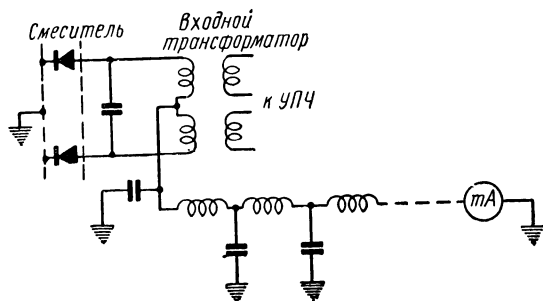 Смеситель
Входной
трансформатор
к УПЧ
mA